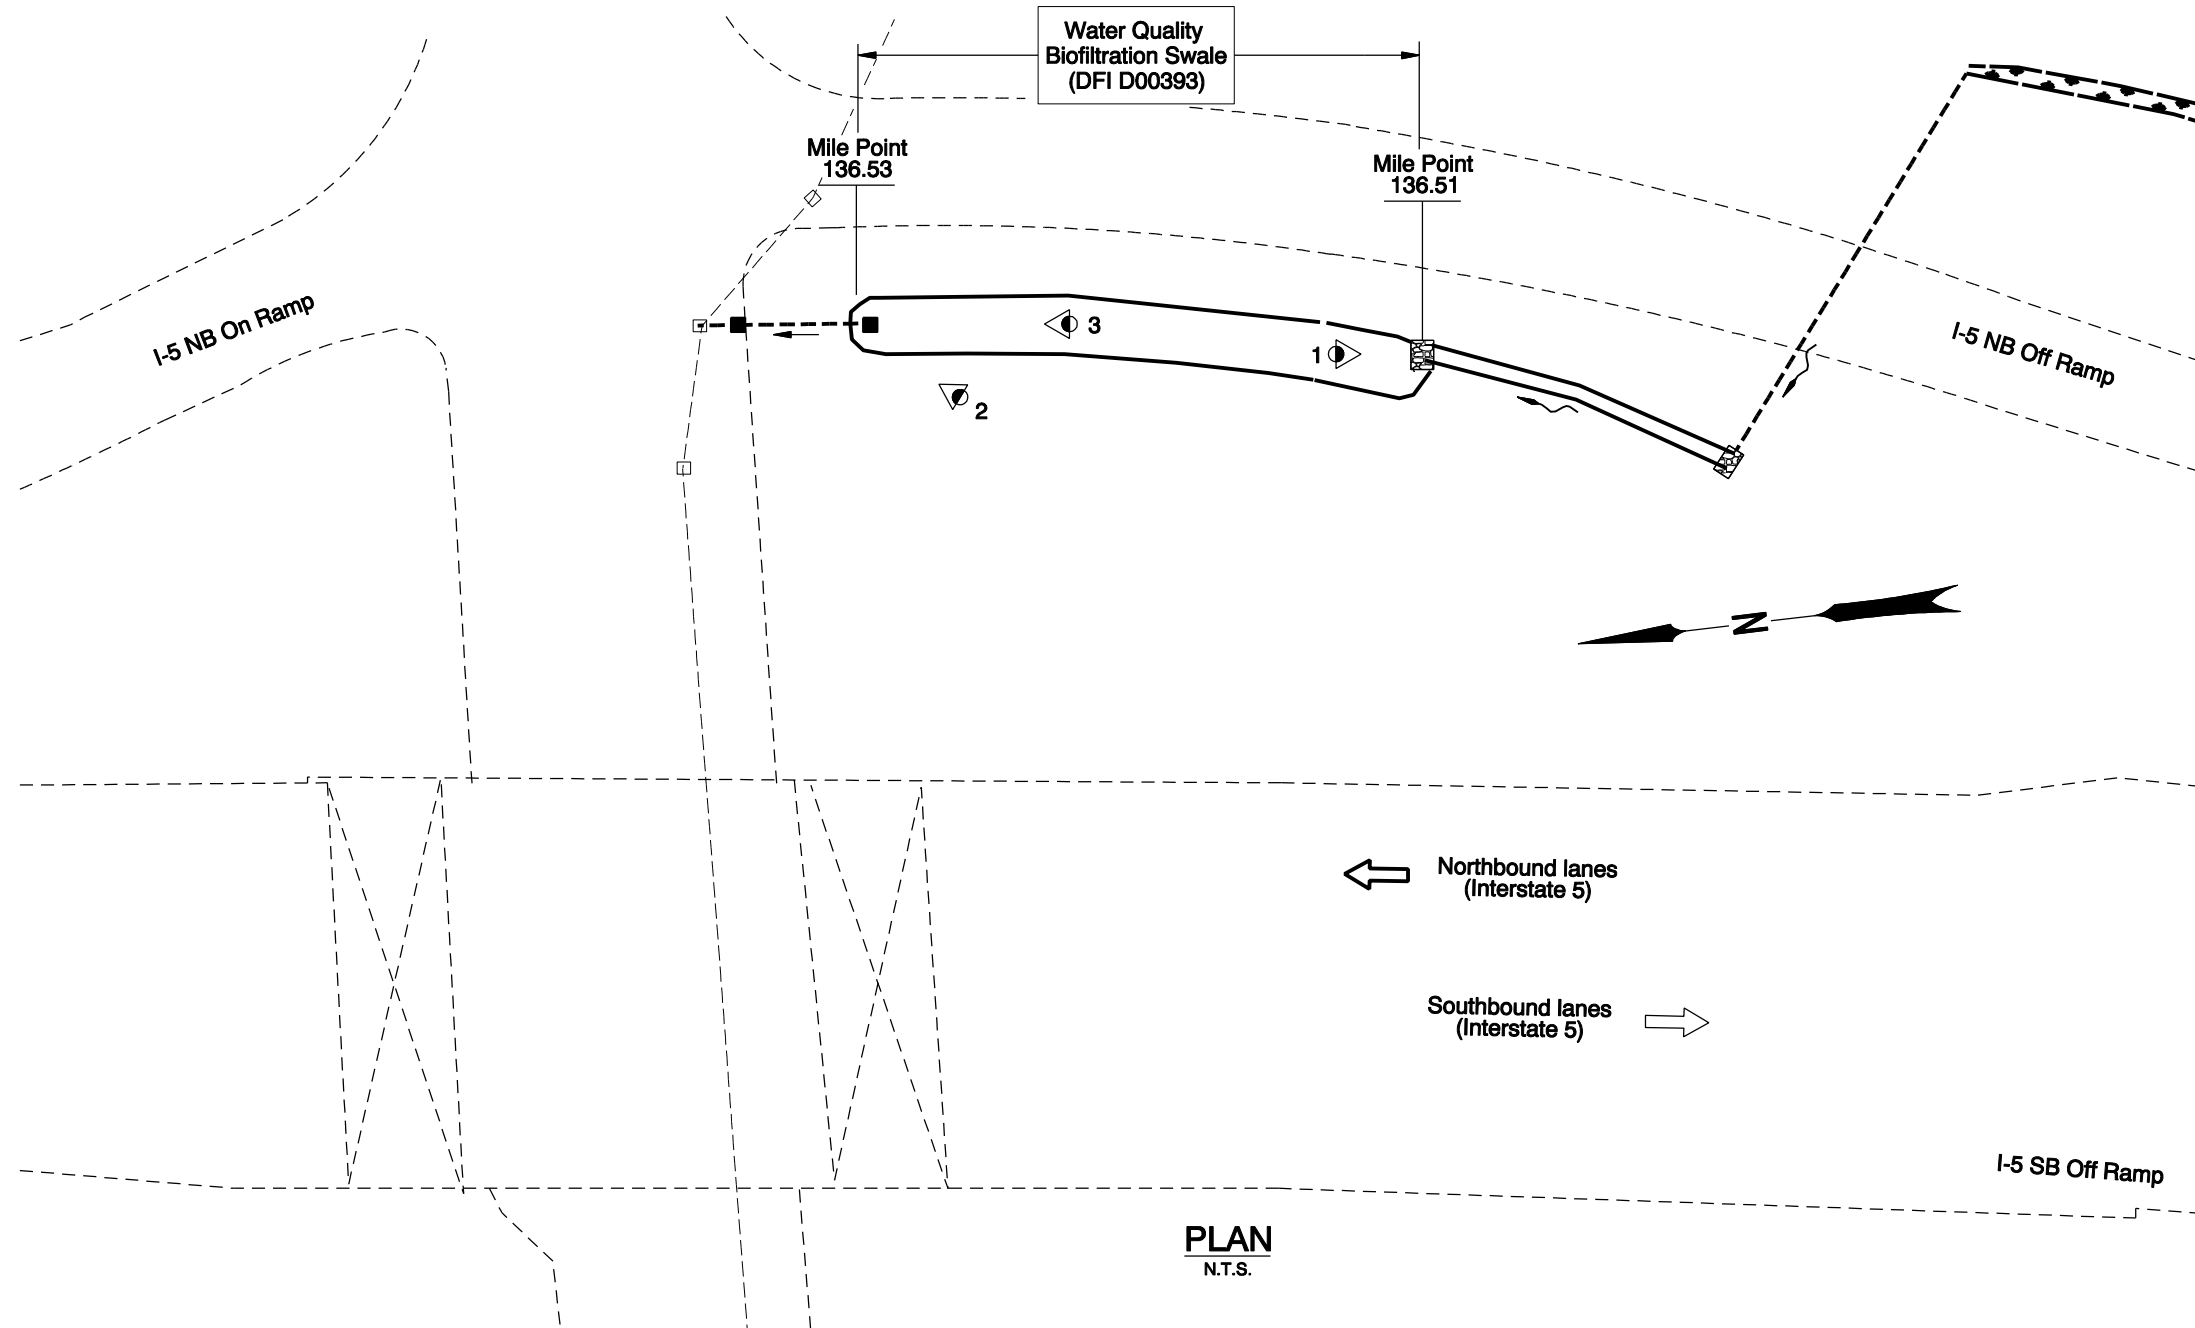 Water Quality
Biofiltration Swale
(DFI D00393)
Mile Point
136.53
Mile Point
136.51
I-5 NB On Ramp
I-5 NB Off Ramp
3
1
2
N
Northbound lanes
(Interstate 5)
Southbound lanes
(Interstate 5)
I-5 SB Off Ramp
PLAN
N.T.S.